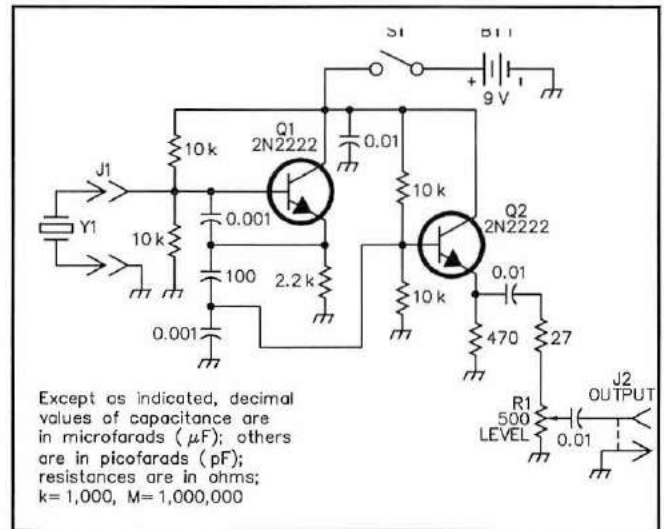 9 V
Q1
2N2222
10 k
0.01
J1
10 k
Q2
2N2222
Y1
0.001
10 k
0.01
100
2.2 k
10 k
0.001
470
27
J2
OUTPUT
R1
500
LEVEL
0.01
Except as indicated, decimal
values of capacitance are
in microfarads ( μF); others
are in picofarads ( pF);
resistances are in ohms;
k= 1,000, M= 1,000,000